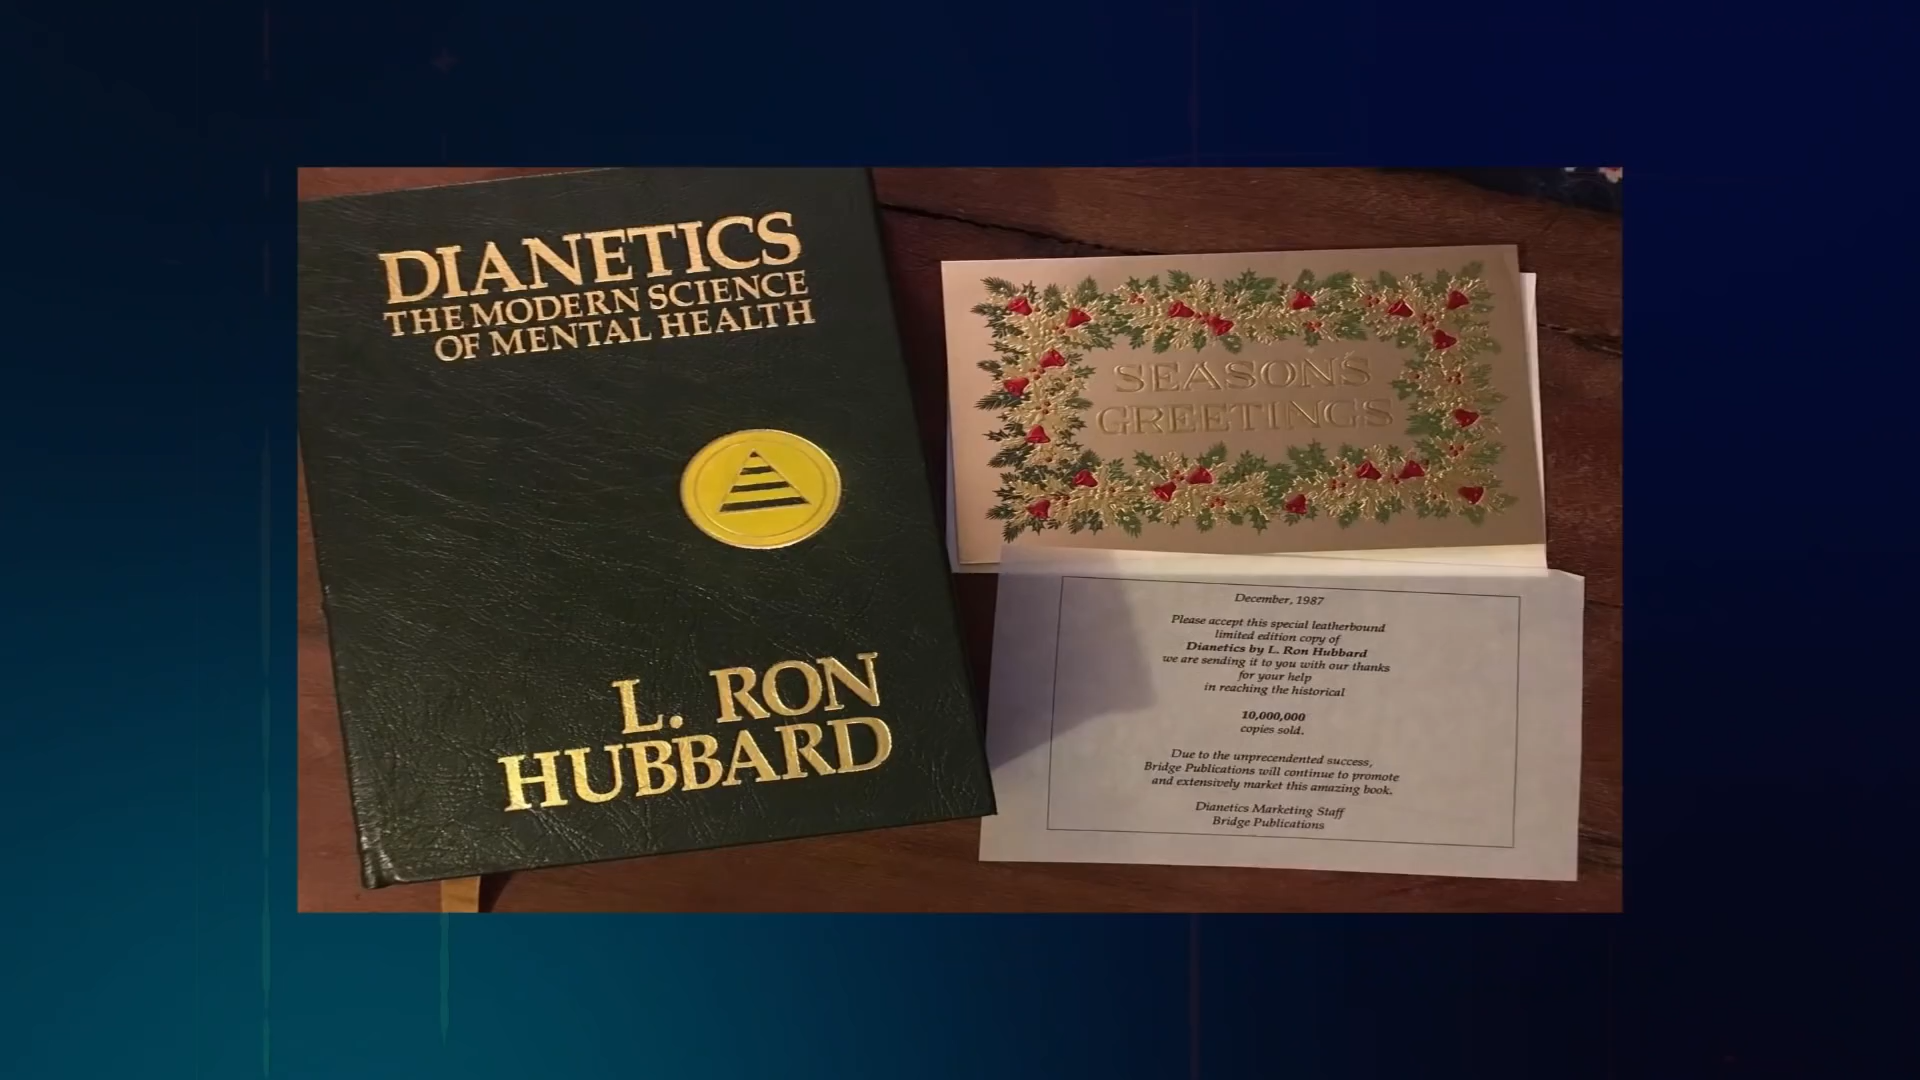 DIANETICS
THE MODERN SCIENCE
OF MENTAL HEALTH
L. RON
HUBBARD
SEASON'S
GREETINGS
December, 1987
Please accept this special leatherbound
limited edition copy of
Dianetics by L. Ron Hubbard
we are sending it to you with our thanks
for your help
in reaching the historical
10,000,000
copies sold.
Due to the unprecendented success,
Bridge Publications will continue to promote
and extensively market this amazing book.
Dianetics Marketing Staff
Bridge Publications